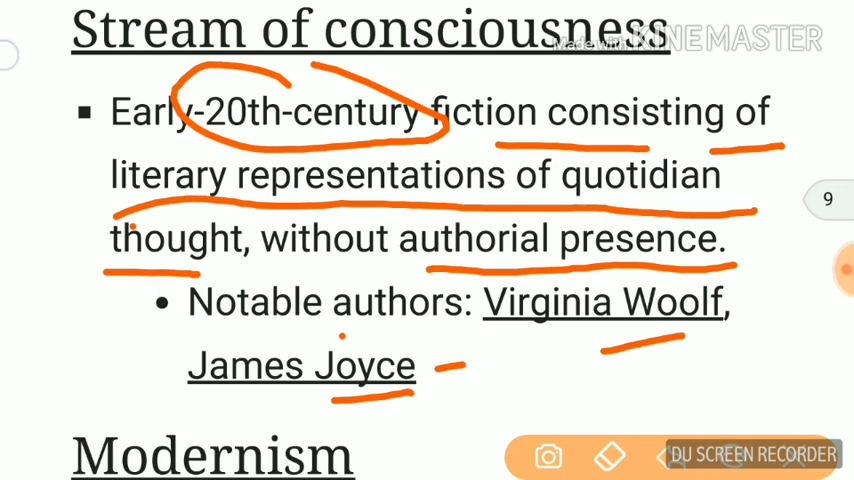 Stream of consciousness
Made with KINEMASTER
▪ Early-20th-century fiction consisting of
literary representations of quotidian
9
thought, without authorial presence.
• Notable authors: Virginia Woolf,
James Joyce
Modernism
DU SCREEN RECORDER